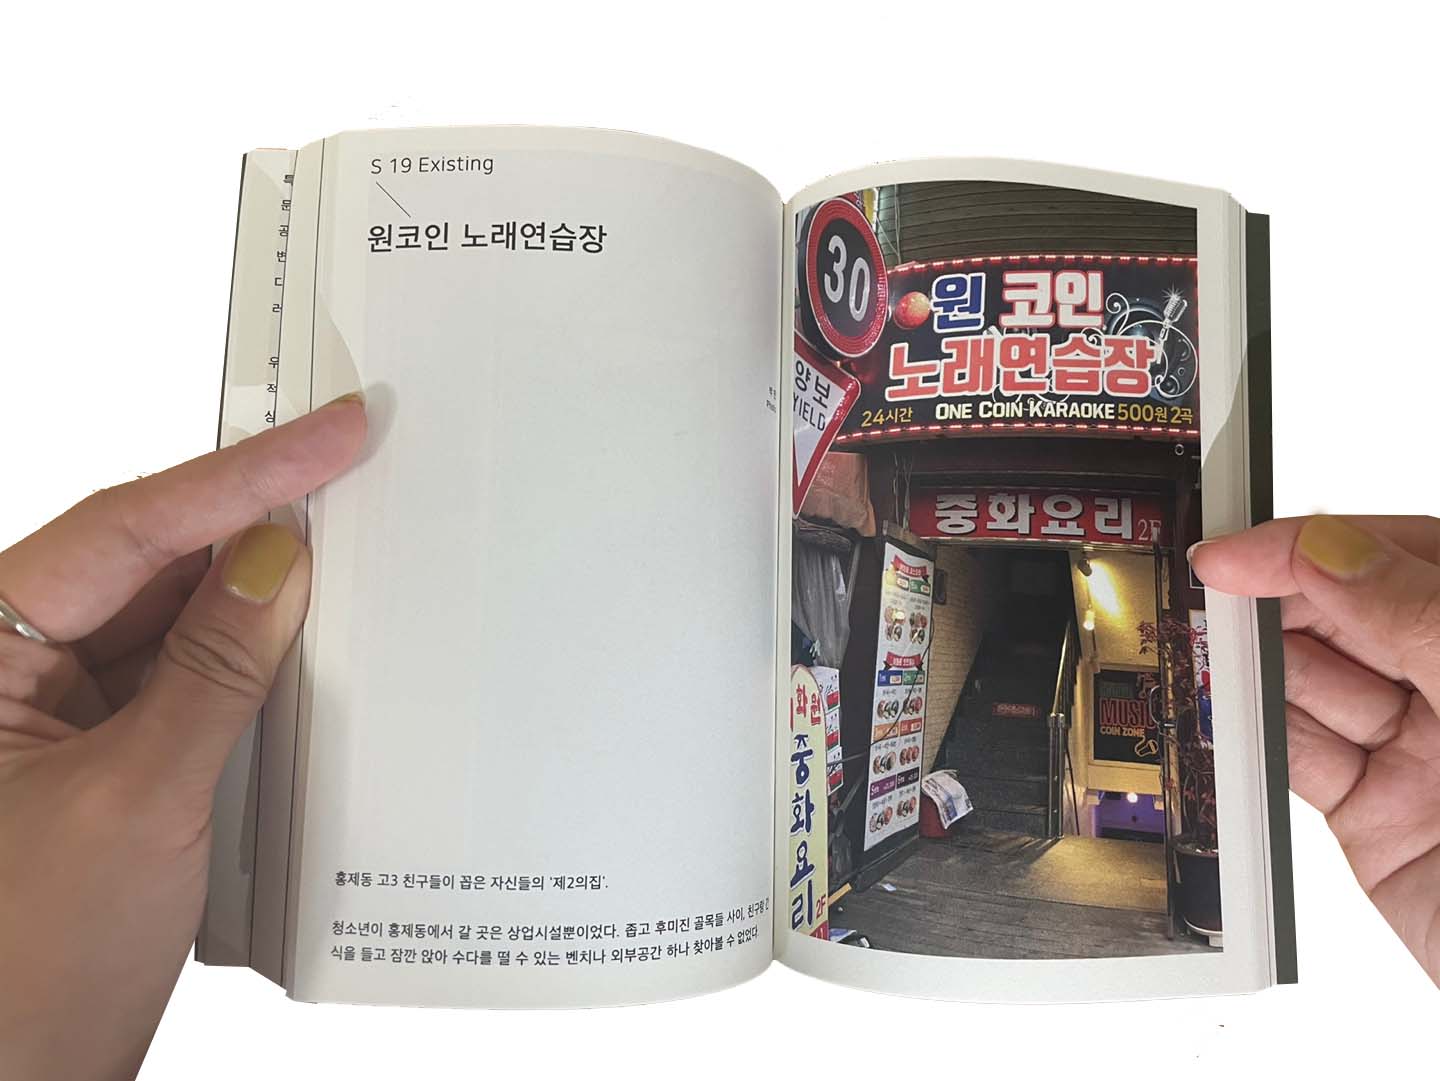 S 19 Existing
원코인 노래연습장
홍제동 고3 친구들이 꼽은 자신들의 '제2의집'.
청소년이 홍제동에서 갈 곳은 상업시설뿐이었다. 좁고 후미진 골목들 사이, 친구랑 간
식을 들고 잠깐 앉아 수다를 떨 수 있는 벤치나 외부공간 하나 찾아볼 수 없었다.
30
양보
YIELD
원 코인
노래연습장
24시간 ONE COIN KARAOKE 500원 2곡
중화요리 2F
MUSIC
COIN ZONE
화원
중화요리
2F